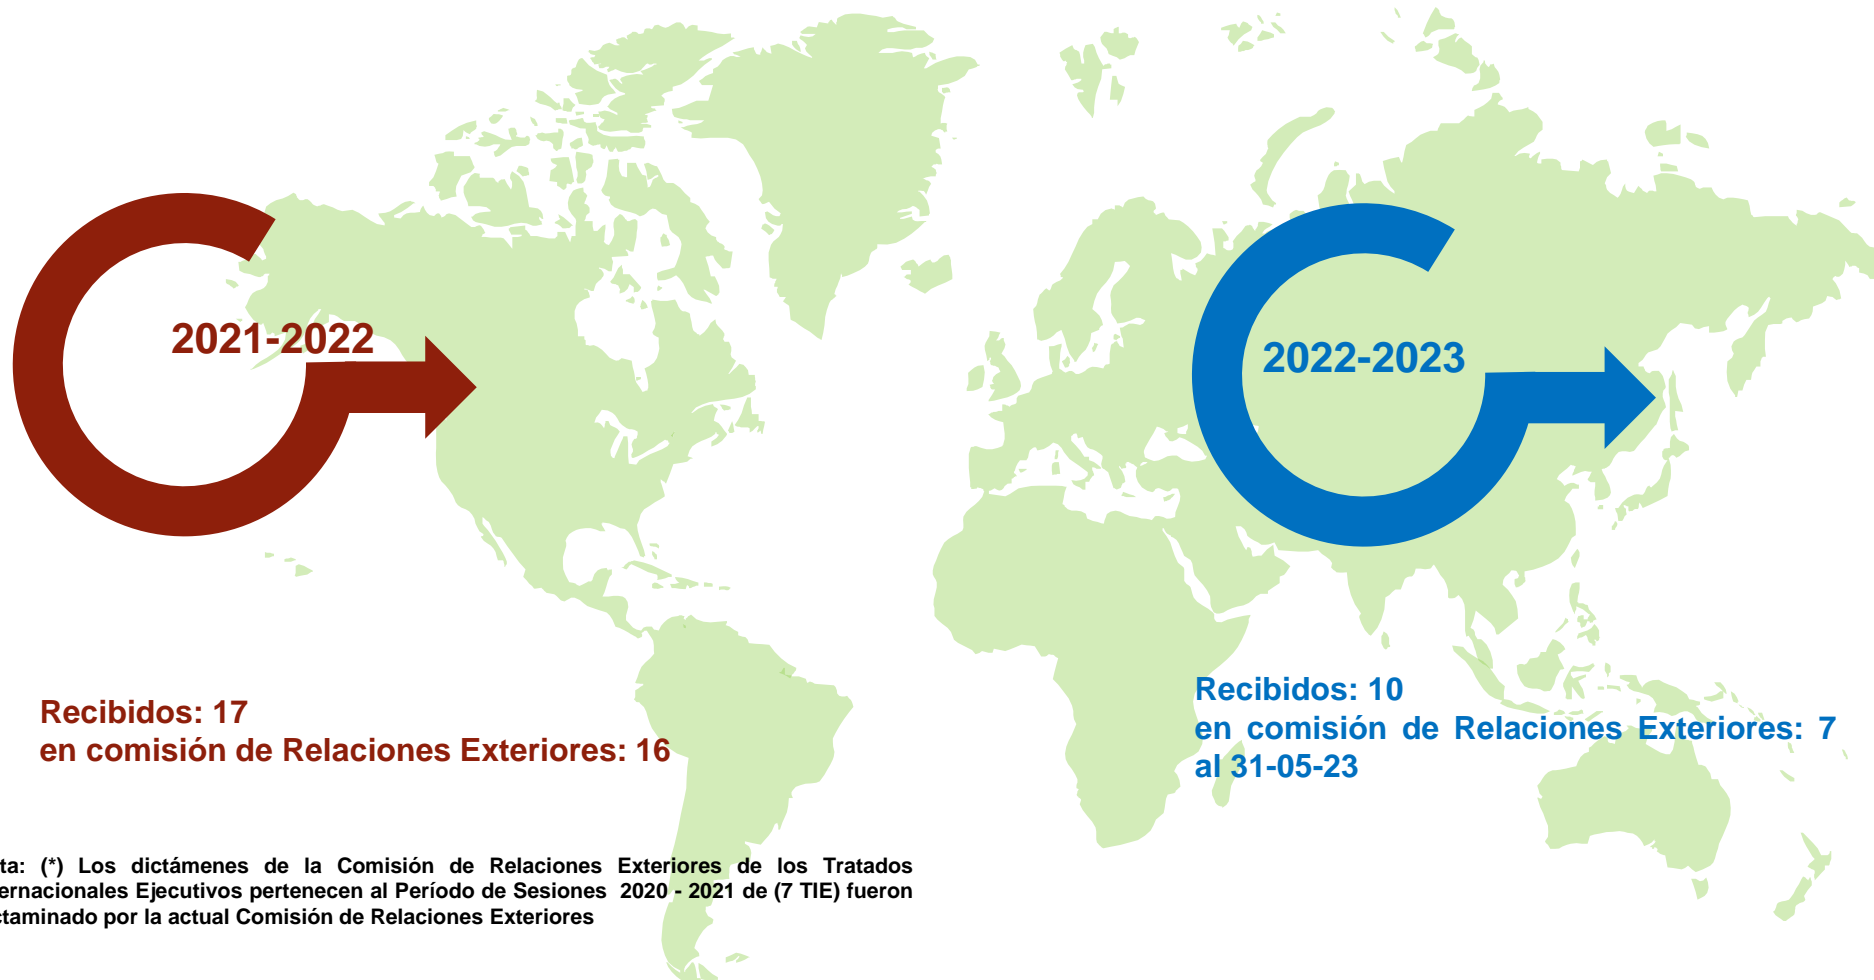 2021-2022
Recibidos: 17
en comisión de Relaciones Exteriores: 16
2022-2023
Recibidos: 10
en comisión de Relaciones Exteriores: 7
al 31-05-23
ta: (*) Los dictámenes de la Comisión de Relaciones Exteriores de los Tratados
ernacionales Ejecutivos pertenecen al Período de Sesiones 2020 - 2021 de (7 TIE) fueron
ctaminado por la actual Comisión de Relaciones Exteriores